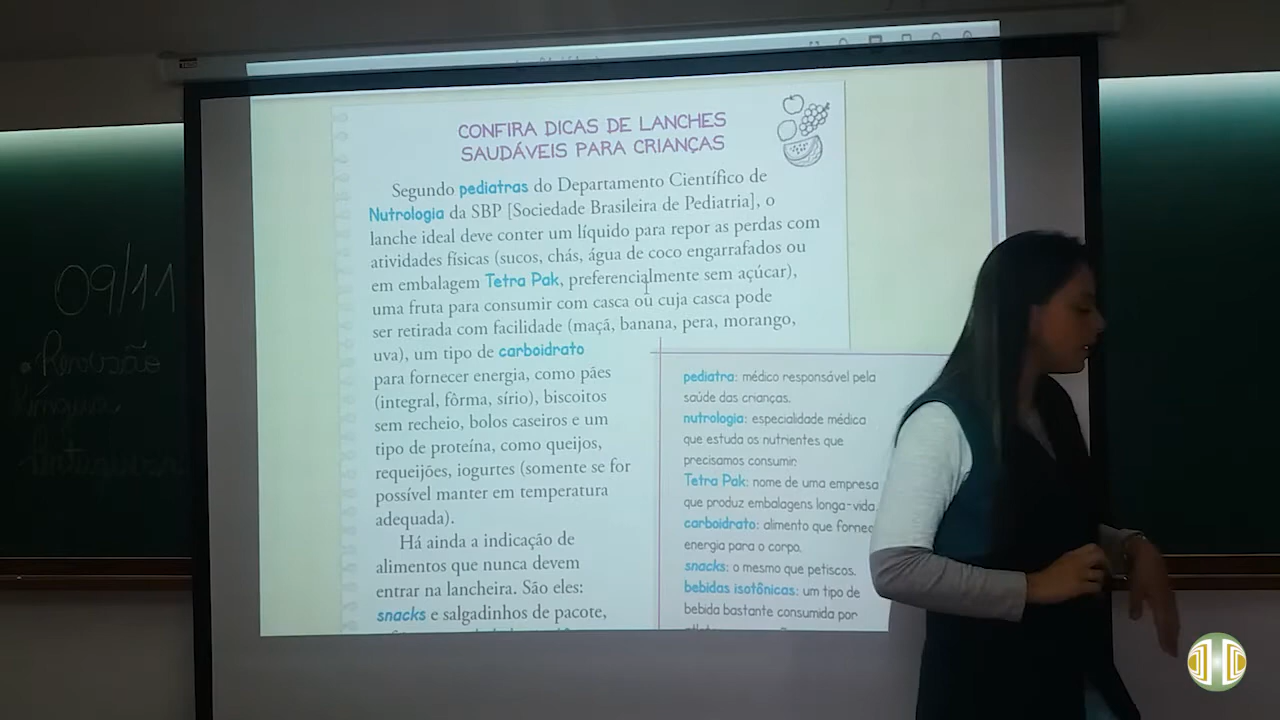 CONFIRA DICAS DE LANCHES
SAUDÁVEIS PARA CRIANÇAS
Segundo pediatras do Departamento Científico de
Nutrologia da SBP [Sociedade Brasileira de Pediatria], o
lanche ideal deve conter um líquido para repor as perdas com
atividades físicas (sucos, chás, água de coco engarrafados ou
em embalagem Tetra Pak, preferencialmente sem açúcar),
uma fruta para consumir com casca ou cuja casca pode
ser retirada com facilidade (maçã, banana, pera, morango,
uva), um tipo de carboidrato
para fornecer energia, como pães
(integral, fôrma, sírio), biscoitos
sem recheio, bolos caseiros e um
tipo de proteína, como queijos,
requeijões, iogurtes (somente se for
possível manter em temperatura
adequada).
Há ainda a indicação de
alimentos que nunca devem
entrar na lancheira. São eles:
snacks e salgadinhos de pacote,
pediatra: médico responsável pela
saúde das crianças.
nutrologia: especialidade médica
que estuda os nutrientes que
precisamos consumir.
Tetra Pak: nome de uma empresa
que produz embalagens longa-vida.
carboidrato: alimento que fornec
energia para o corpo.
snacks: o mesmo que petiscos.
bebidas isotônicas: um tipo de
bebida bastante consumida por
09/11
• Revisão
Língua